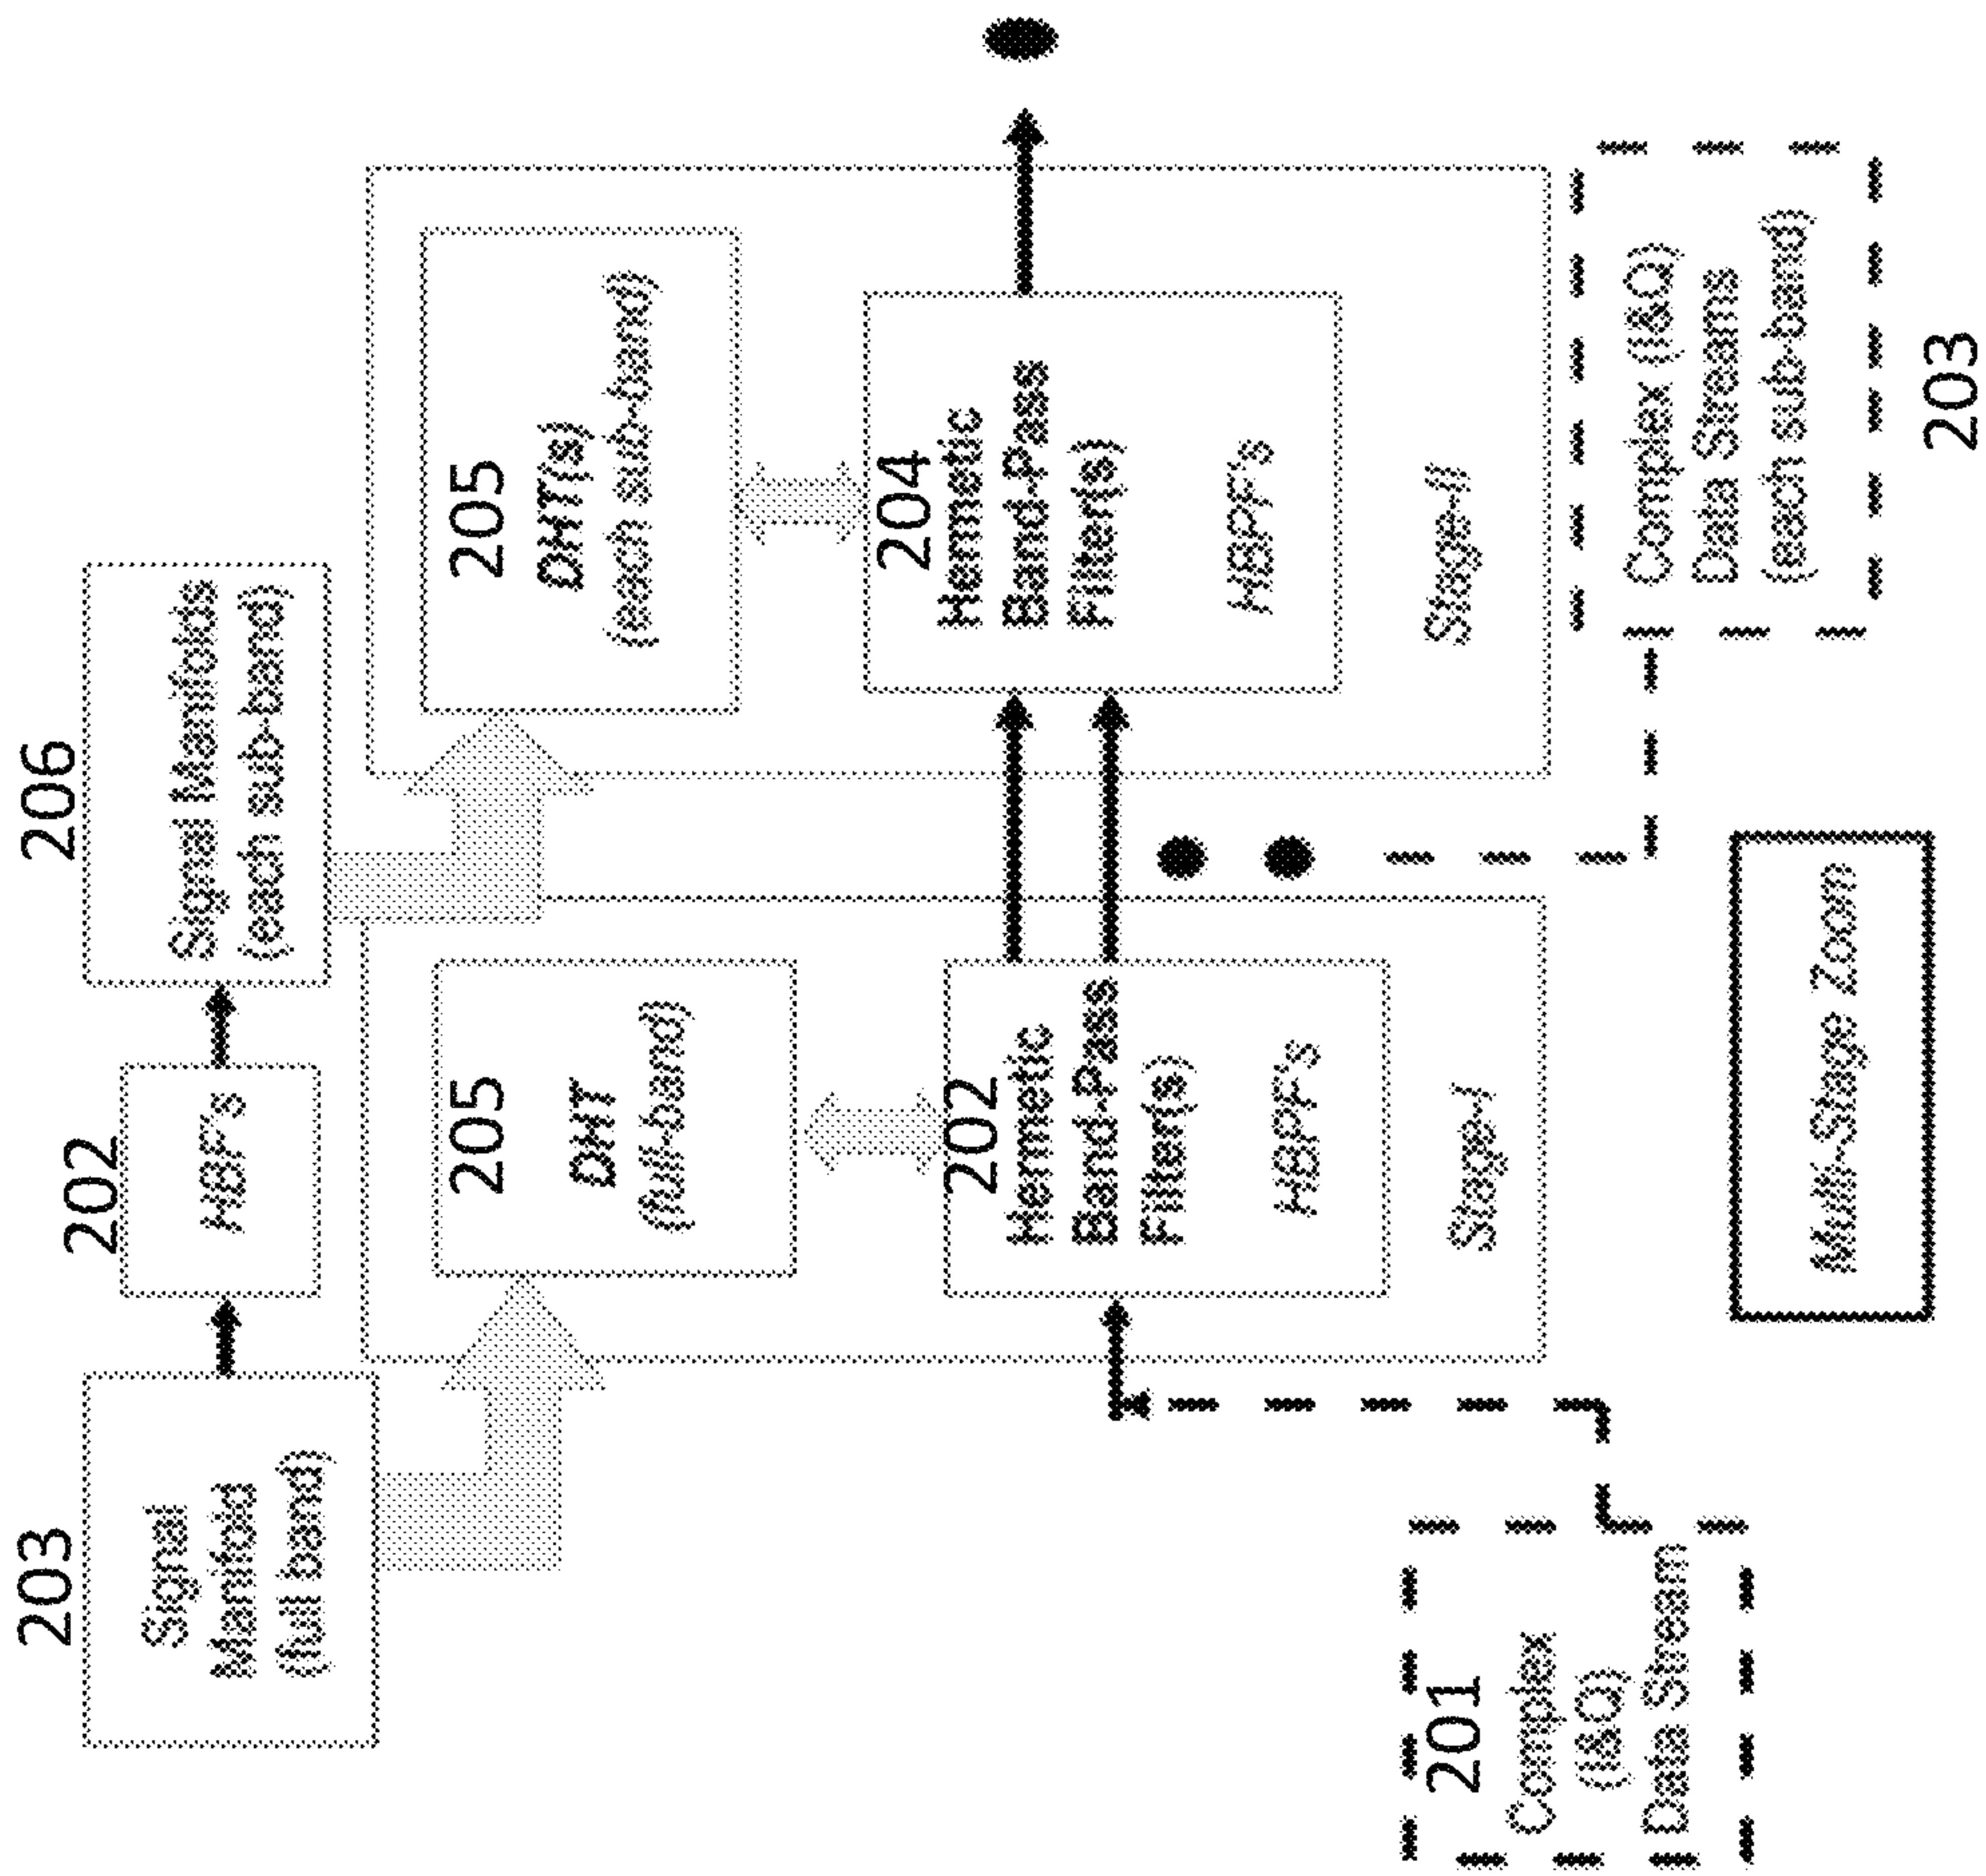 203
Signal
Manifold
(full band)
202
HBF's
206
Signal Manifolds
(each sub-band)
205
DHT
(full-band)
202
Hermetic
Band-Pass
Filter(s)
HBPF's
Stage-I
205
DHT(s)
(each sub-band)
204
Hermetic
Band-Pass
Filter(s)
HBPF's
Stage-II
201
Complex
(I&Q)
Data Stream
Multi-Stage Zoom
Complex (I&Q)
Data Streams
(each sub-band)
203